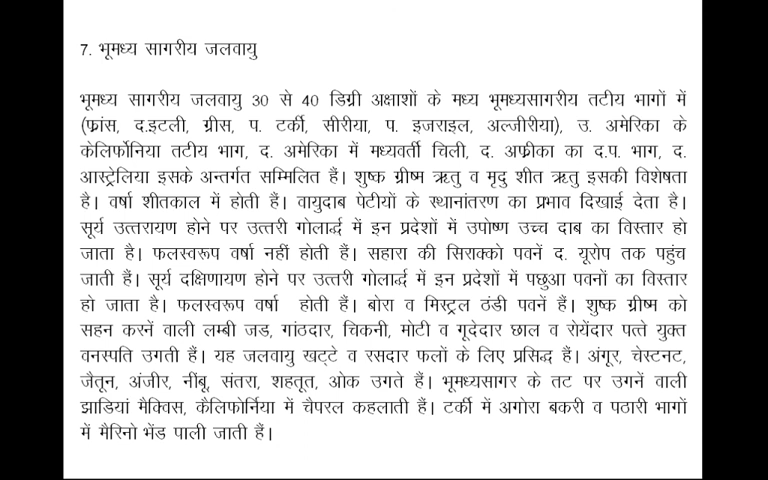 7. भूमध्य सागरीय जलवायु
भूमध्य सागरीय जलवायु 30 से 40 डिग्री अक्षाशों के मध्य भूमध्यसागरीय तटीय भागों में
(फ्रांस, द.इटली, ग्रीस, प. टर्की, सीरीया, प. इजराइल, अल्जीरीया), उ. अमेरिका के
केलिर्फोनिया तटीय भाग, द. अमेरिका में मध्यवर्ती चिली, द. अफ्रीका का द.प. भाग, द.
आस्ट्रेलिया इसके अन्तर्गत सम्मिलित हैं। शुष्क ग्रीष्म ऋतु व मृदु शीत ऋतु इसकी विशेषता
है। वर्षा शीतकाल में होती हैं। वायुदाब पेटीयों के स्थानांतरण का प्रभाव दिखाई देता है।
सूर्य उत्तरायण होने पर उत्तरी गोलार्द्ध में इन प्रदेशों में उपोष्ण उच्च दाब का विस्तार हो
जाता है। फलस्वरूप वर्षा नहीं होती हैं। सहारा की सिराक्को पवनें द. यूरोप तक पहुंच
जाती हैं। सूर्य दक्षिणायण होने पर उत्तरी गोलार्द्ध में इन प्रदेशों में पछुआ पवनों का विस्तार
हो जाता है। फलस्वरूप वर्षा होती हैं। बोरा व मिस्ट्रल ठंडी पवनें हैं। शुष्क ग्रीष्म को
सहन करनें वाली लम्बी जड, गांठदार, चिकनी, मोटी व गूदेदार छाल व रोयेंदार पत्ते युक्त
वनस्पति उगती हैं। यह जलवायु खट्टे व रसदार फलों के लिए प्रसिद्ध हैं। अंगूर, चेस्टनट,
जैतून, अंजीर, नींबू, संतरा, शहतूत, ओक उगते हैं। भूमध्यसागर के तट पर उगनें वाली
झाडियां मैक्विस, कैलिफोर्निया में चैपरल कहलाती हैं। टर्की में अगोरा बकरी व पठारी भागों
में मैरिनो भेंड पाली जाती हैं।